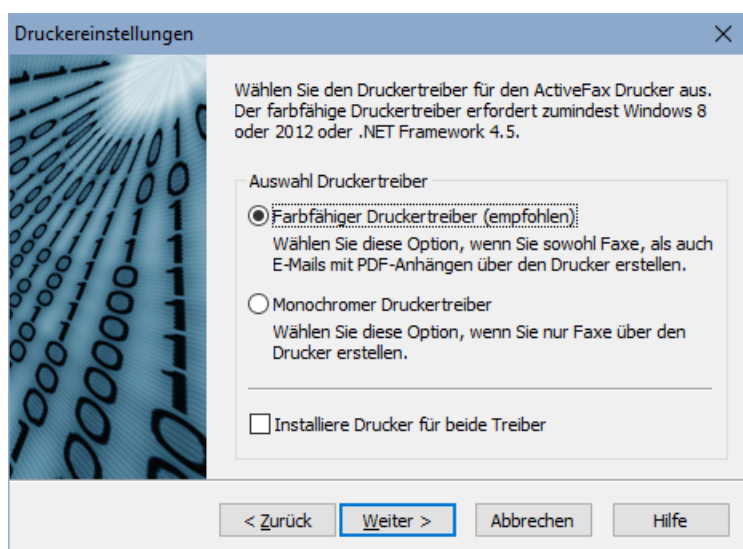 Druckereinstellungen
Wählen Sie den Druckertreiber für den ActiveFax Drucker aus.
Der farbfähige Druckertreiber erfordert zumindest Windows 8
oder 2012 oder .NET Framework 4.5.
Auswahl Druckertreiber
Farbfähiger Druckertreiber (empfohlen)
Wählen Sie diese Option, wenn Sie sowohl Faxe, als auch
E-Mails mit PDF-Anhängen über den Drucker erstellen.
Monochromer Druckertreiber
Wählen Sie diese Option, wenn Sie nur Faxe über den
Drucker erstellen.
Installiere Drucker für beide Treiber
< Zurück Weiter > Abbrechen Hilfe